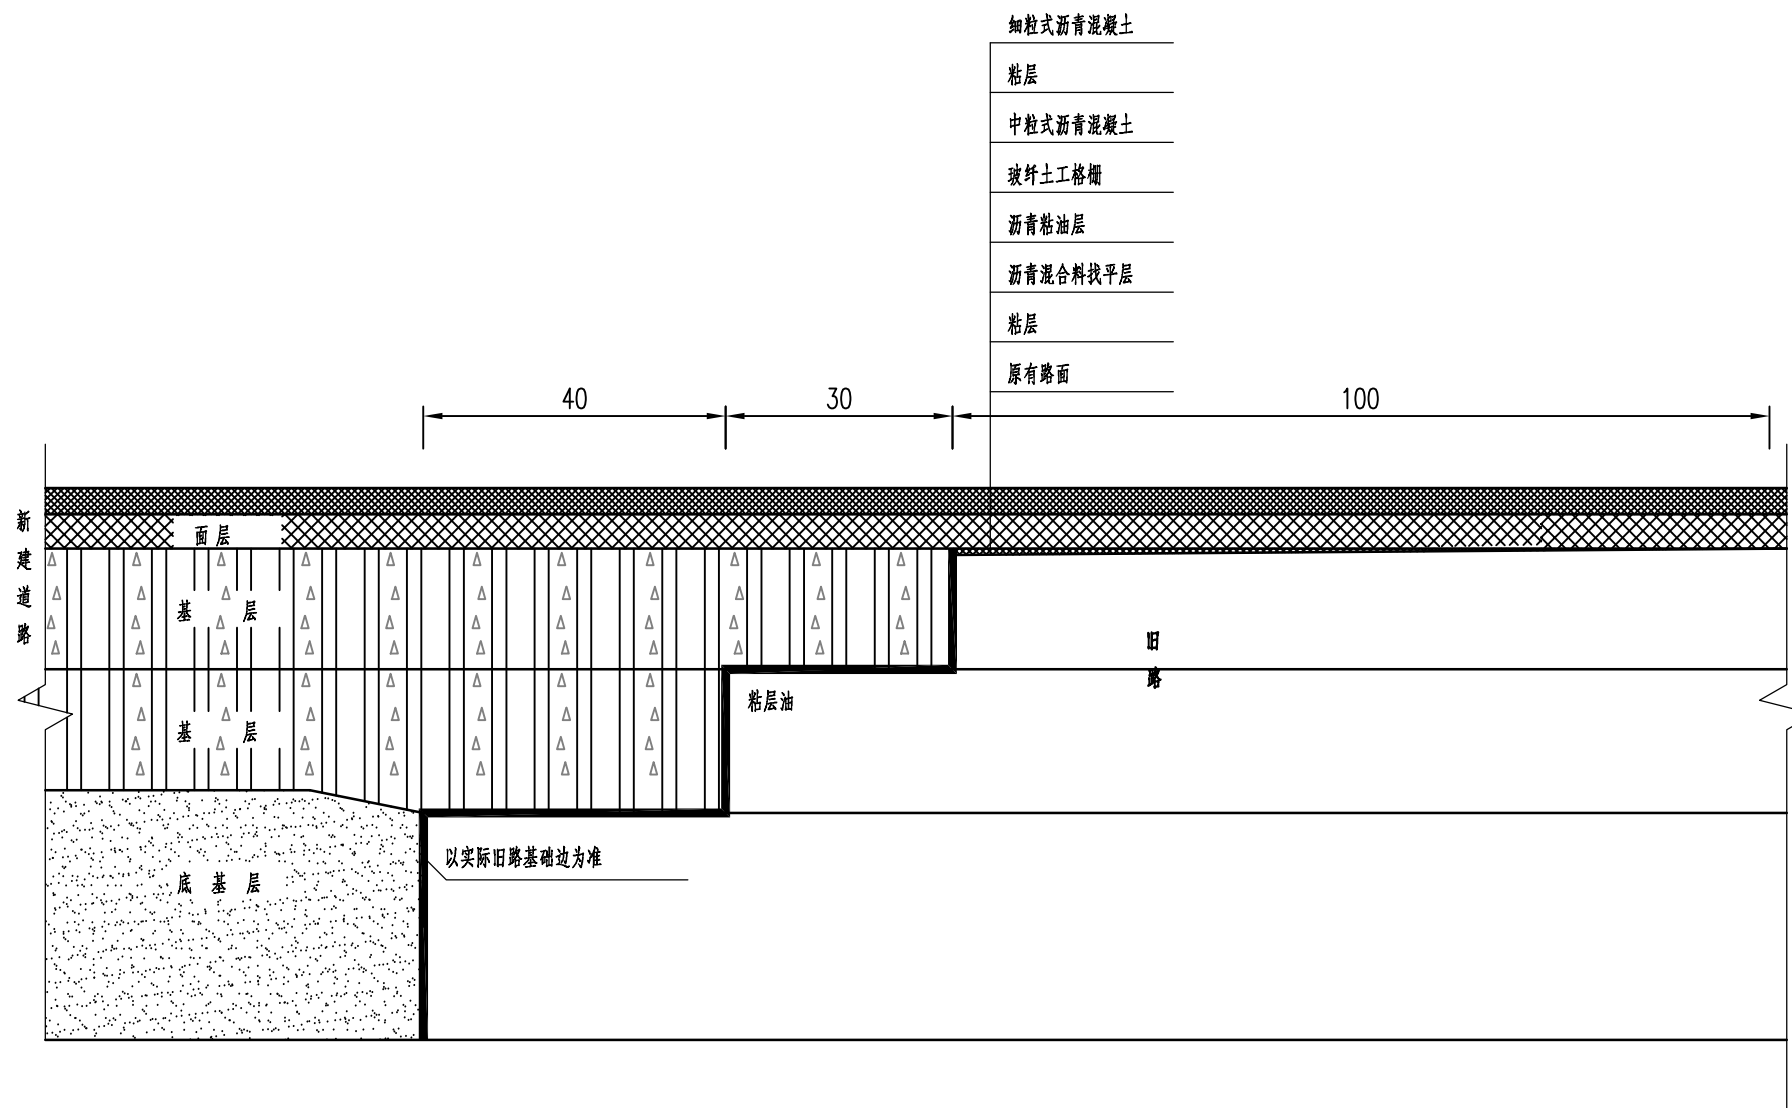 细粒式沥青混凝土
粘层
中粒式沥青混凝土
玻纤土工格栅
沥青粘油层
沥青混合料找平层
粘层
原有路面
40
30
100
新建道路
面层
基层
旧路
粘层油
基层
以实际旧路基础边为准
底基层